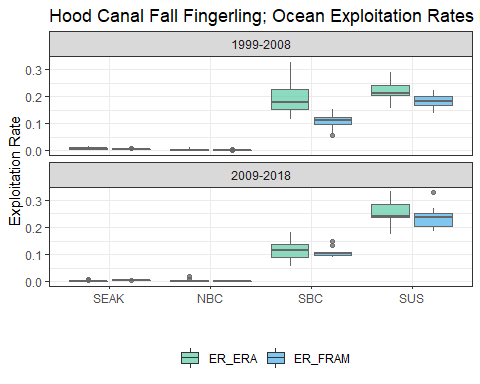 Hood Canal Fall Fingerling; Ocean Exploitation Rates
1999-2008
0.3
0.2
0.1
0.0
Exploitation Rate
2009-2018
0.3
0.2
0.1
0.0
SEAK NBC SBC SUS
ER_ERA ER_FRAM